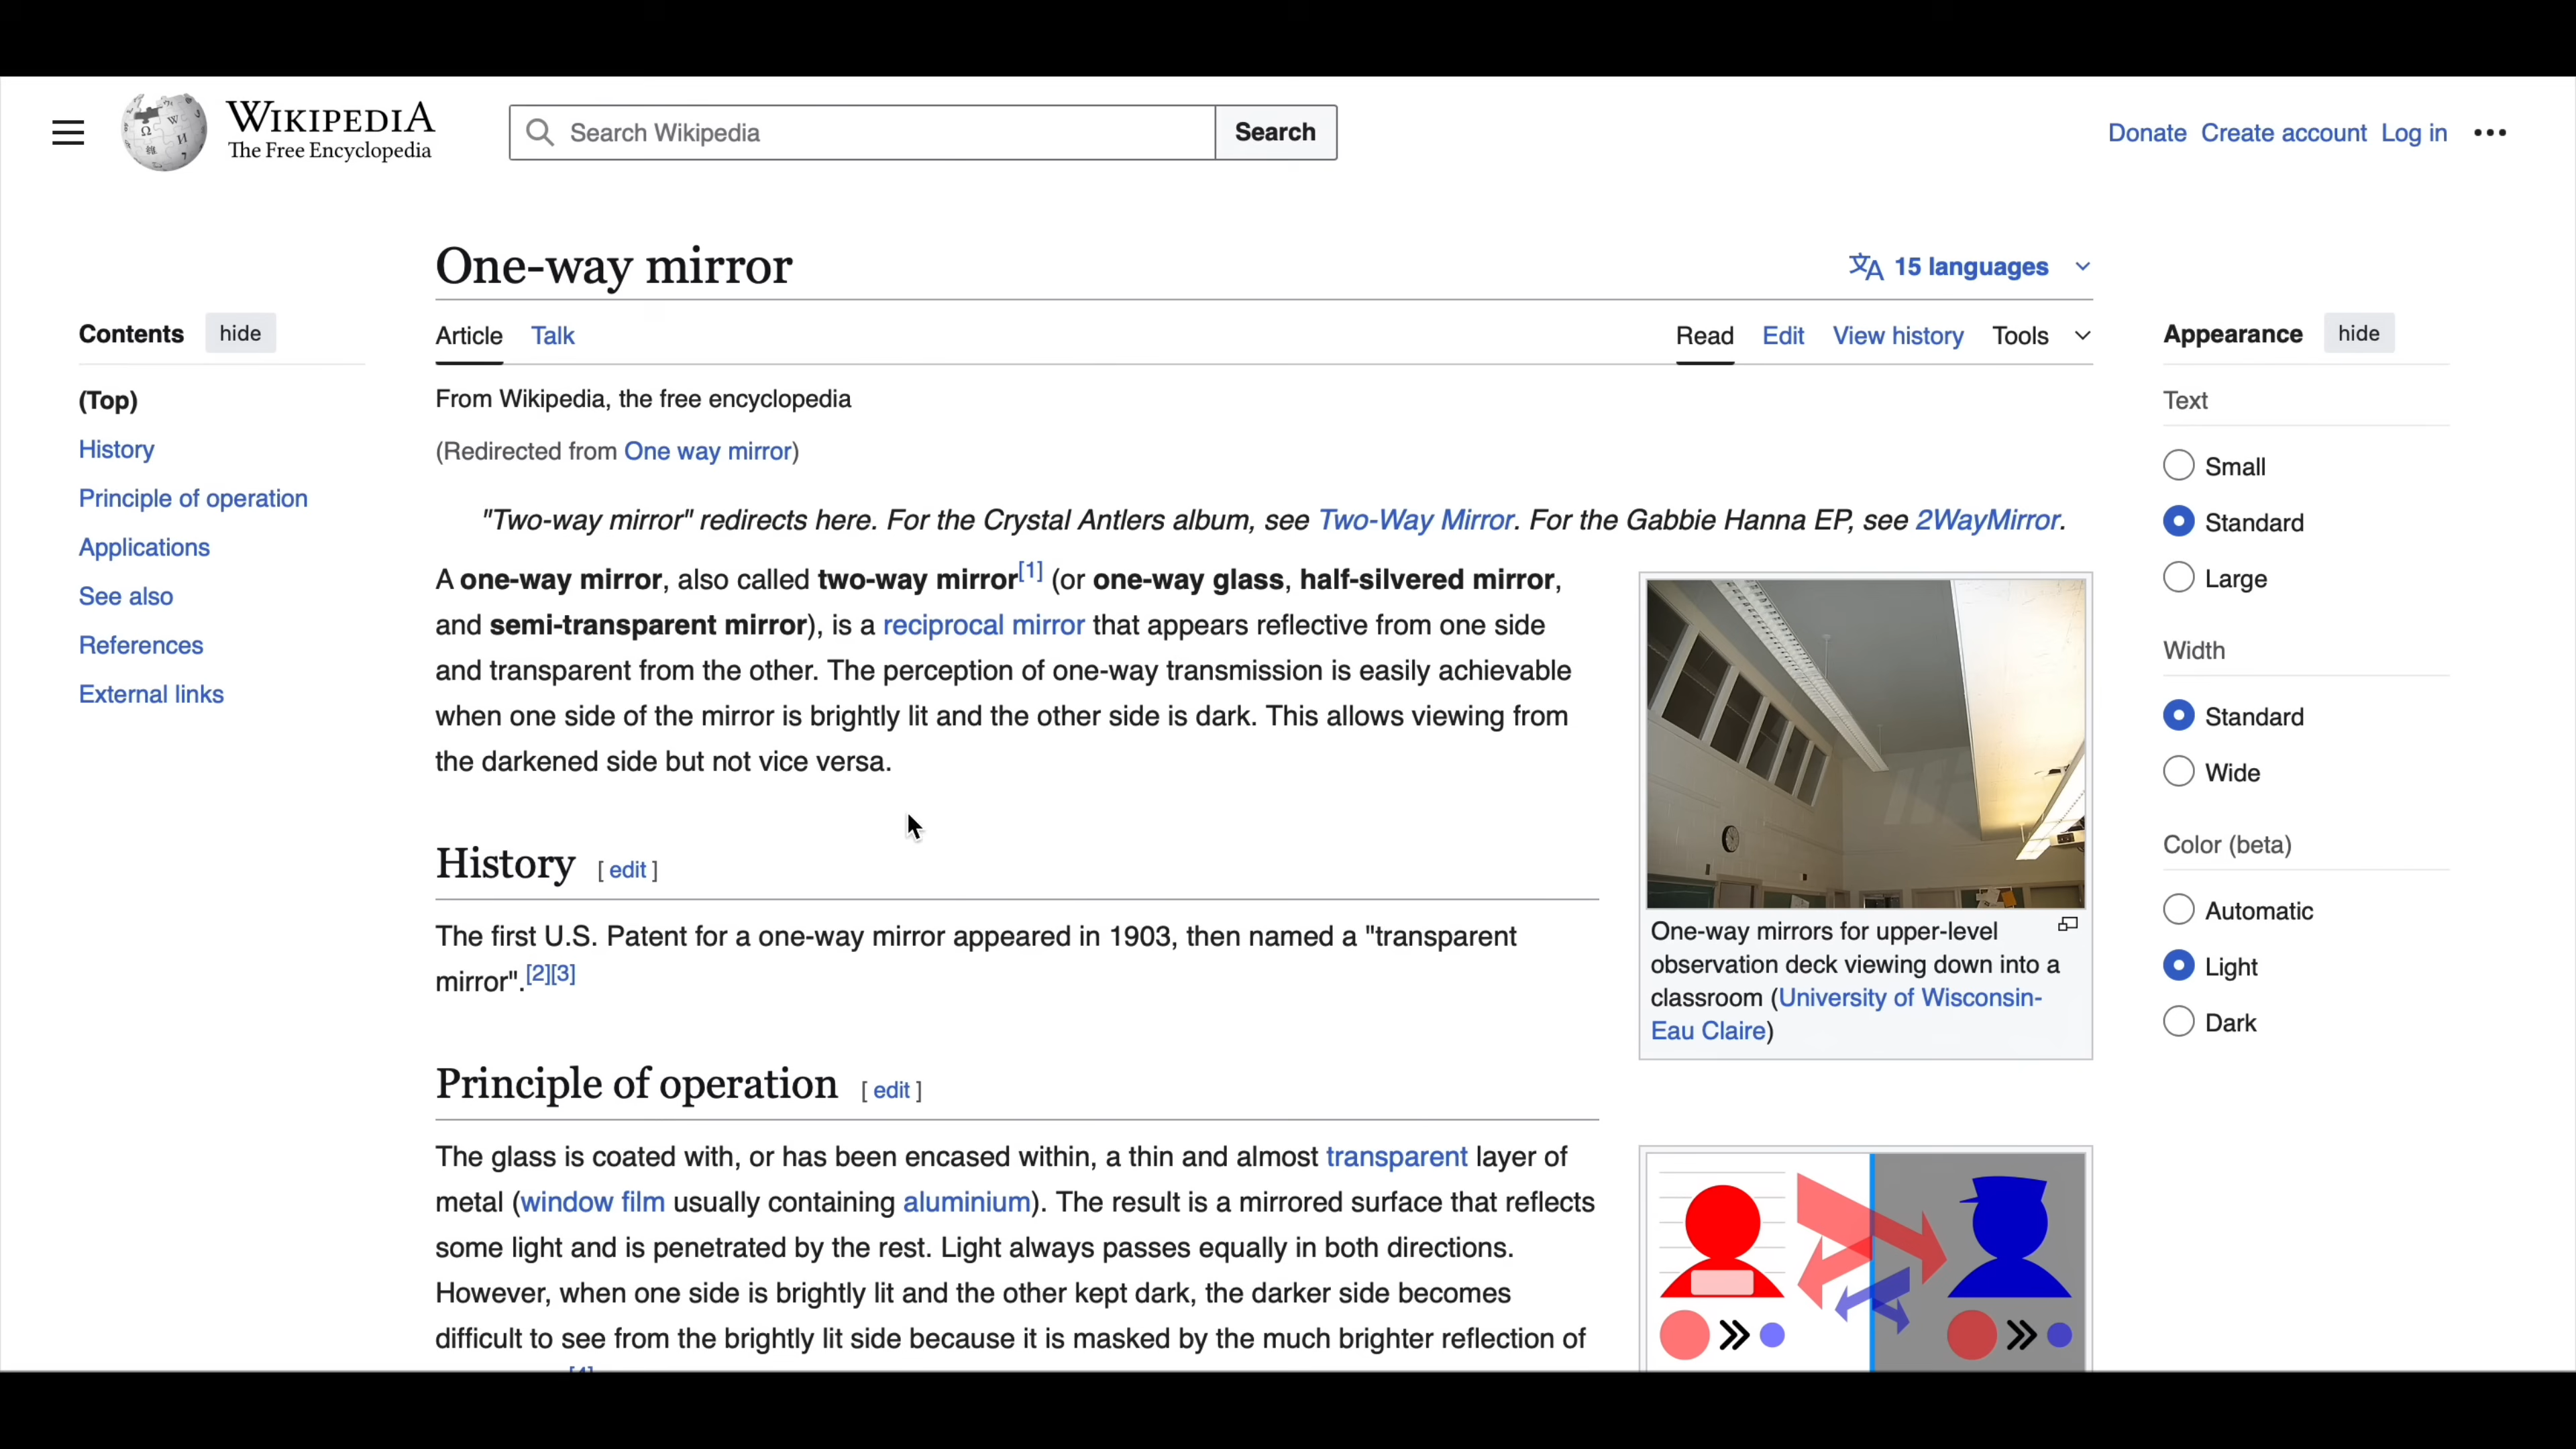 WIKIPEDIA
The Free Encyclopedia
Search Wikipedia
Search
Donate Create account Log in
One-way mirror
15 languages
Contents hide
(Top)
History
Principle of operation
Applications
See also
References
External links
Article Talk
Read Edit View history Tools
From Wikipedia, the free encyclopedia
(Redirected from One way mirror)
"Two-way mirror" redirects here. For the Crystal Antlers album, see Two-Way Mirror. For the Gabbie Hanna EP, see 2WayMirror.
A one-way mirror, also called two-way mirror[1] (or one-way glass, half-silvered mirror,
and semi-transparent mirror), is a reciprocal mirror that appears reflective from one side
and transparent from the other. The perception of one-way transmission is easily achievable
when one side of the mirror is brightly lit and the other side is dark. This allows viewing from
the darkened side but not vice versa.
One-way mirrors for upper-level
observation deck viewing down into a
classroom (University of Wisconsin-
Eau Claire)
History [ edit ]
The first U.S. Patent for a one-way mirror appeared in 1903, then named a "transparent
mirror".[2][3]
Principle of operation [ edit ]
The glass is coated with, or has been encased within, a thin and almost transparent layer of
metal (window film usually containing aluminium). The result is a mirrored surface that reflects
some light and is penetrated by the rest. Light always passes equally in both directions.
However, when one side is brightly lit and the other kept dark, the darker side becomes
difficult to see from the brightly lit side because it is masked by the much brighter reflection of
Appearance hide
Text
Small
Standard
Large
Width
Standard
Wide
Color (beta)
Automatic
Light
Dark